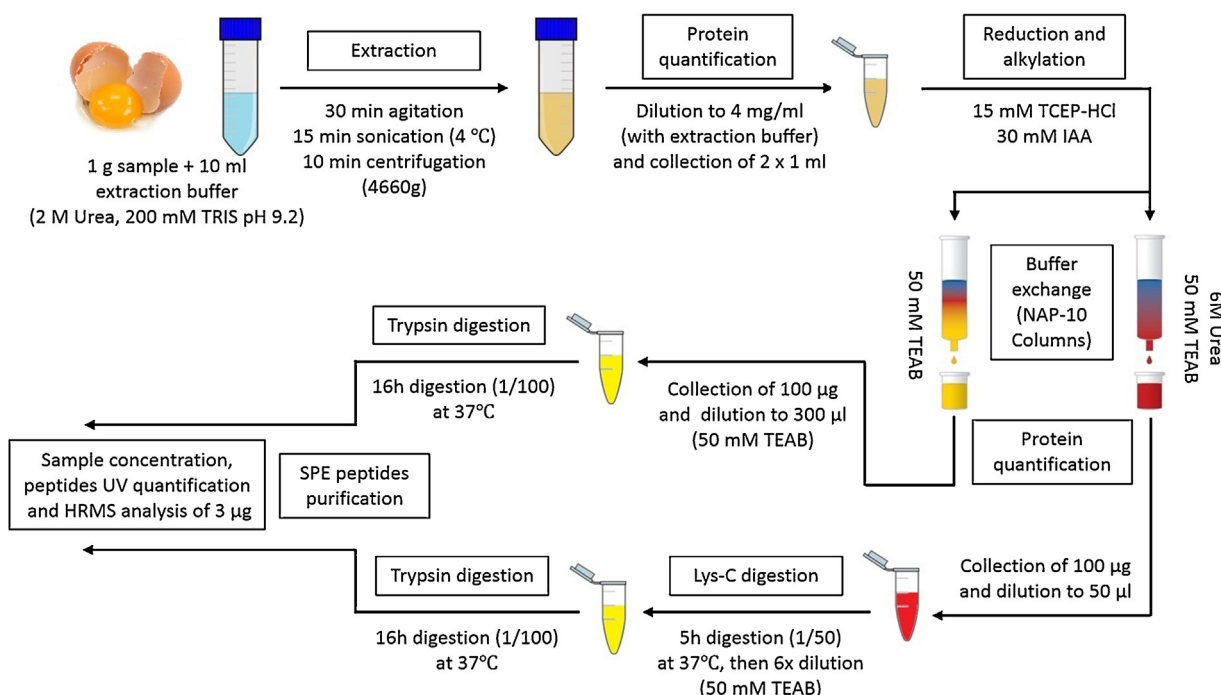 1 g sample + 10 ml
extraction buffer
(2 M Urea, 200 mM TRIS pH 9.2)
Extraction
30 min agitation
15 min sonication (4 °C)
10 min centrifugation
(4660g)
Protein
quantification
Dilution to 4 mg/ml
(with extraction buffer)
and collection of 2 x 1 ml
Reduction and
alkylation
15 mM TCEP-HCl
30 mM IAA
50 mM TEAB
Buffer
exchange
(NAP-10
Columns)
6M Urea
50 mM TEAB
Protein
quantification
Collection of 100 µg
and dilution to 300 µl
(50 mM TEAB)
Trypsin digestion
16h digestion (1/100)
at 37°C
Collection of 100 µg
and dilution to 50 µl
Lys-C digestion
5h digestion (1/50)
at 37°C, then 6x dilution
(50 mM TEAB)
Trypsin digestion
16h digestion (1/100)
at 37°C
SPE peptides
purification
Sample concentration,
peptides UV quantification
and HRMS analysis of 3 µg